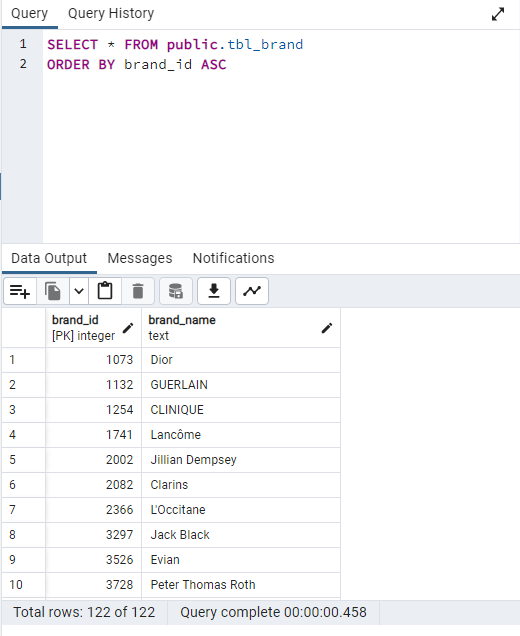 Query Query History
1 SELECT * FROM public.tbl_brand
2 ORDER BY brand_id ASC
Data Output Messages Notifications
brand_id brand_name
[PK] integer text
1 1073 Dior
2 1132 GUERLAIN
3 1254 CLINIQUE
4 1741 Lancôme
5 2002 Jillian Dempsey
6 2082 Clarins
7 2366 L'Occitane
8 3297 Jack Black
9 3526 Evian
10 3728 Peter Thomas Roth
Total rows: 122 of 122 Query complete 00:00:00.458